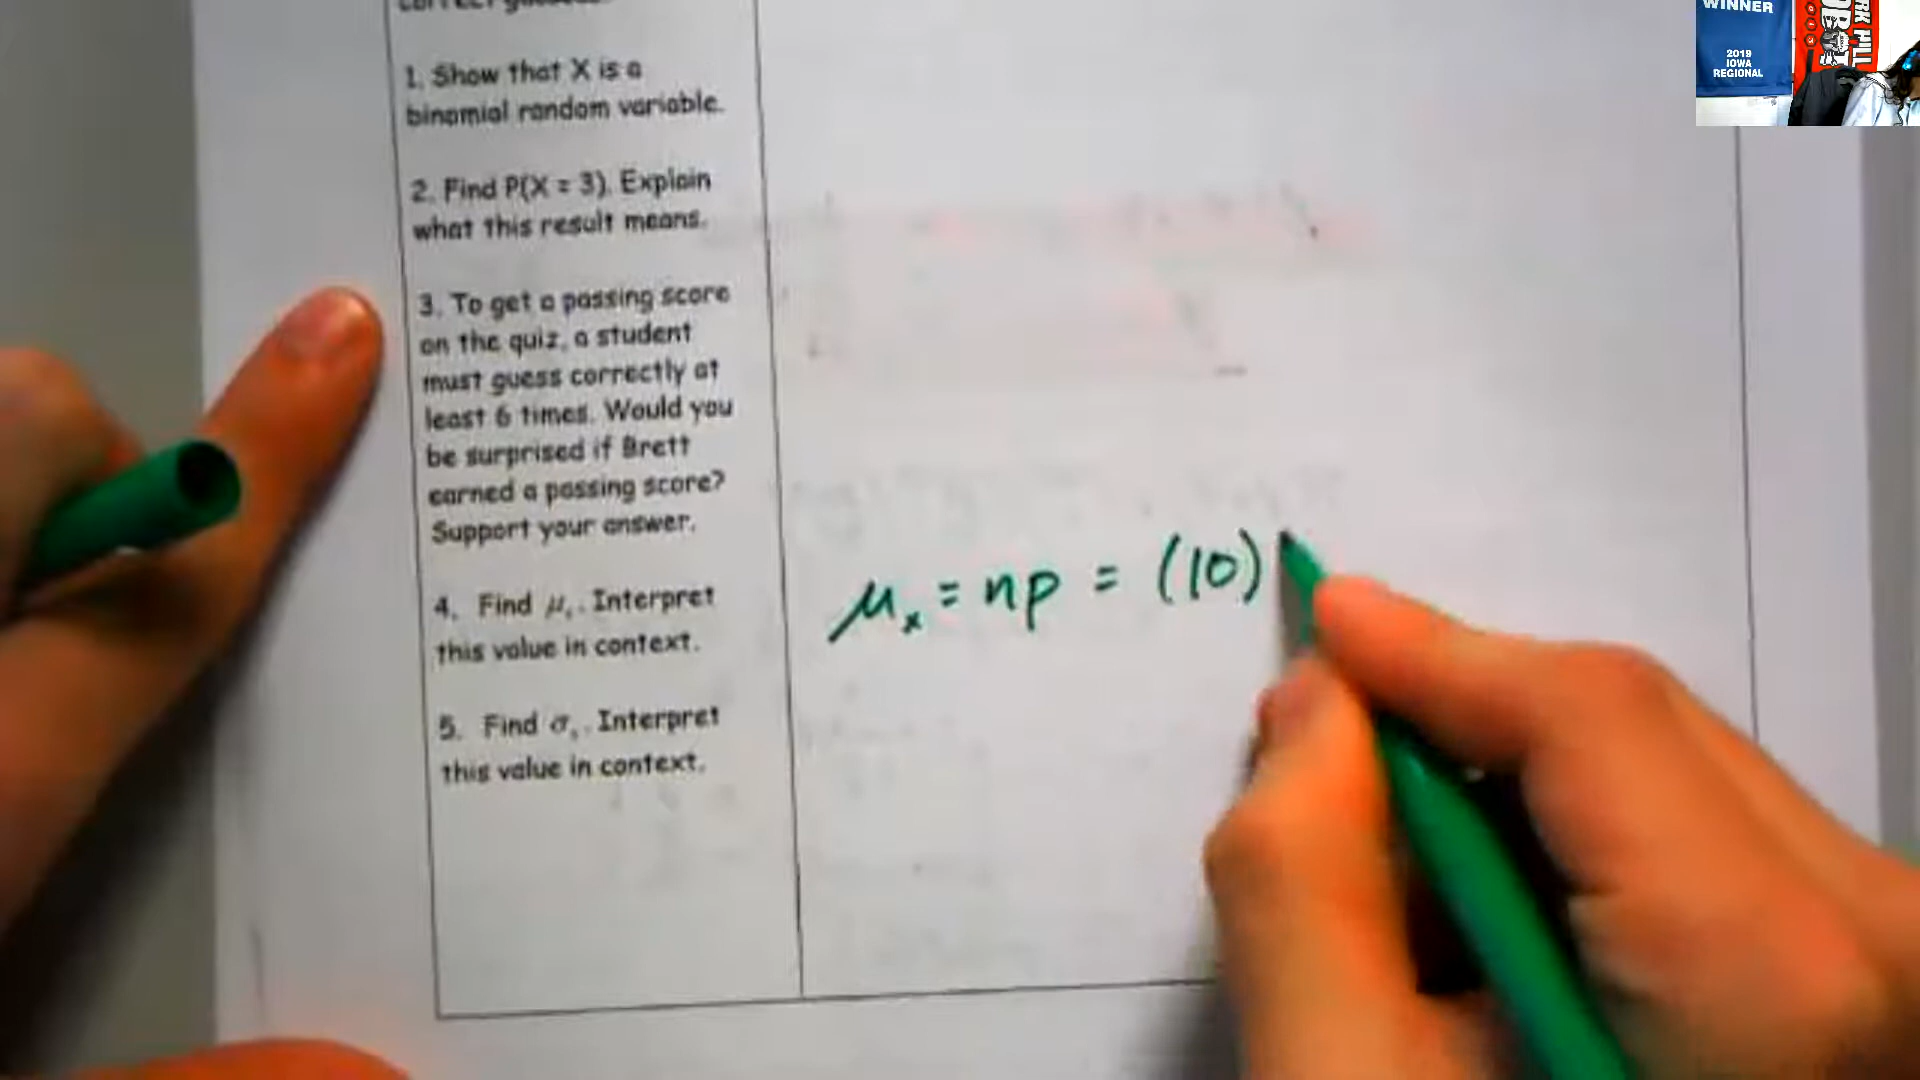 1. Show that X is a
binomial random variable.
2. Find P(X = 3). Explain
what this result means.
3. To get a passing score
on the quiz, a student
must guess correctly at
least 6 times. Would you
be surprised if Brett
earned a passing score?
Support your answer.
4. Find μₓ. Interpret
this value in context.
5. Find σₓ. Interpret
this value in context.
μₓ = np = (10)
WINNER
2019
IOWA
REGIONAL